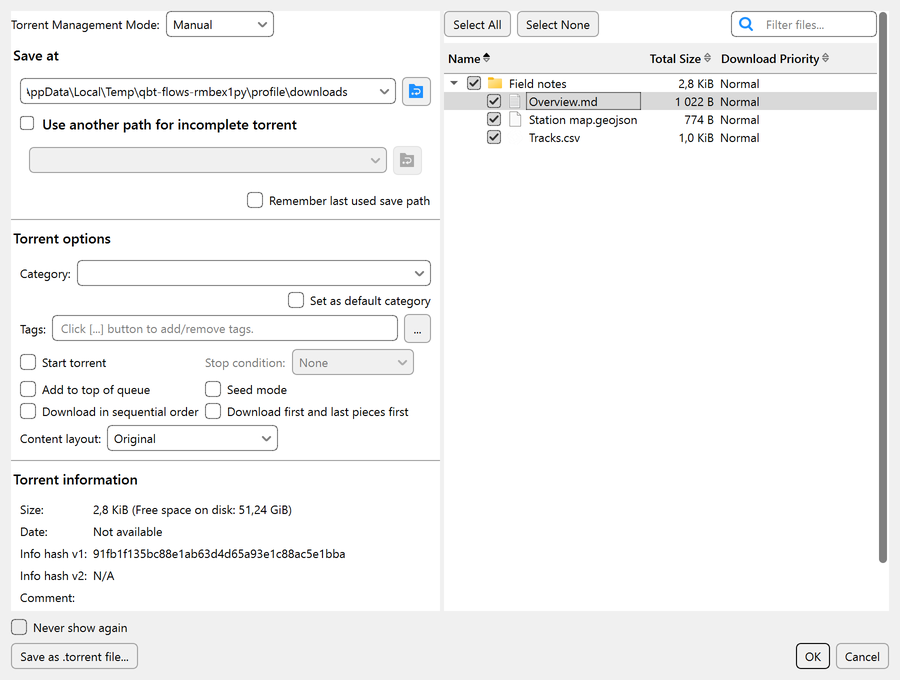 Torrent Management Mode: Manual
Save at
\ppData\Local\Temp\qbt-flows-rmbex1py\profile\downloads
Use another path for incomplete torrent
Remember last used save path
Torrent options
Category:
Set as default category
Tags: Click [...] button to add/remove tags. ...
Start torrent Stop condition: None
Add to top of queue Seed mode
Download in sequential order Download first and last pieces first
Content layout: Original
Torrent information
Size: 2,8 KiB (Free space on disk: 51,24 GiB)
Date: Not available
Info hash v1: 91fb1f135bc88e1ab63d4d65a93e1c88ac5e1bba
Info hash v2: N/A
Comment:
Select All Select None Filter files...
Name Total Size Download Priority
Field notes 2,8 KiB Normal
Overview.md 1 022 B Normal
Station map.geojson 774 B Normal
Tracks.csv 1,0 KiB Normal
Never show again
Save as .torrent file... OK Cancel